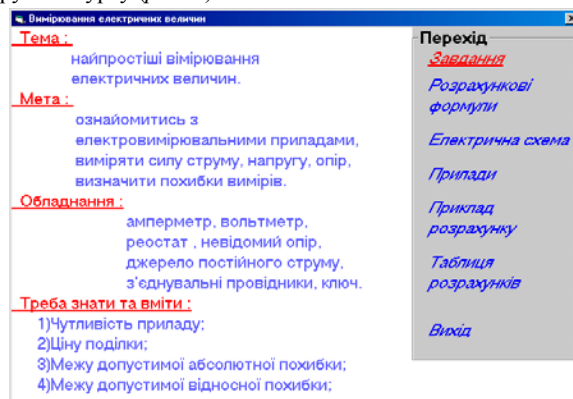 Вимірювання електричних величин
Тема :
найпростіші вімірювання
електричних величин.
Мета :
ознайомитись з
електровимірювальними приладами,
виміряти силу струму, напругу, опір,
визначити похибки вимірів.
Обладнання :
амперметр, вольтметр,
реостат , невідомий опір,
джерело постійного струму,
з'єднувальні провідники, ключ.
Треба знати та вміти :
1)Чутливість приладу;
2)Ціну поділки;
3)Межу допустимої абсолютної похибки;
4)Межу допустимої відносної похибки;
Перехід
Завдання
Розрахункові
формули
Електрична схема
Прилади
Приклад
розрахунку
Таблиця
розрахунків
Вихід